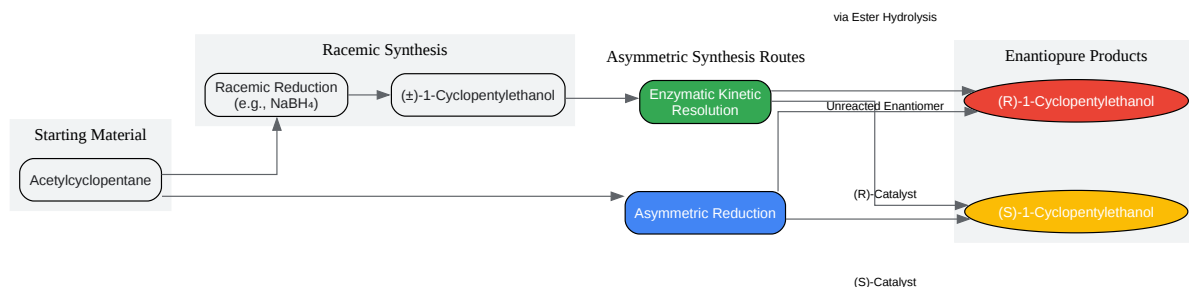 via Ester Hydrolysis
Racemic Synthesis
Asymmetric Synthesis Routes
Enantiopure Products
Racemic Reduction
(e.g., NaBH₄)
(±)-1-Cyclopentylethanol
Enzymatic Kinetic
Resolution
Unreacted Enantiomer
(R)-1-Cyclopentylethanol
Starting Material
Acetylcyclopentane
Asymmetric Reduction
(R)-Catalyst
(S)-1-Cyclopentylethanol
(S)-Catalyst